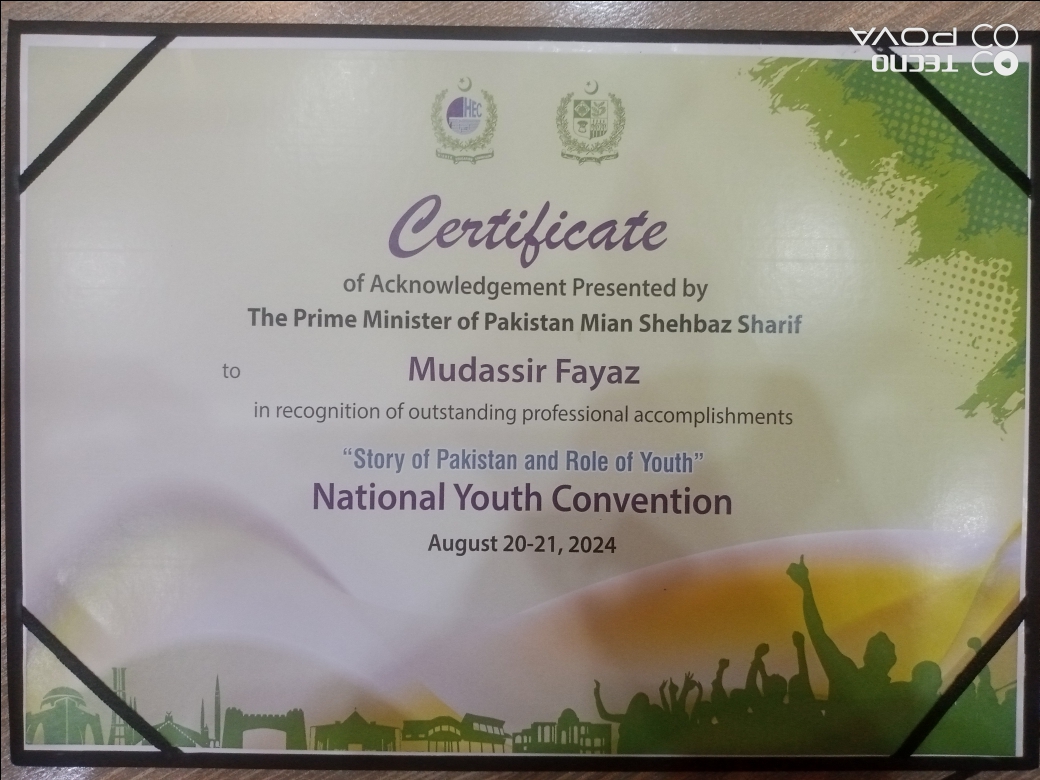 TECNO
POVA
HEC
Certificate
of Acknowledgement Presented by
The Prime Minister of Pakistan Mian Shehbaz Sharif
to Mudassir Fayaz
in recognition of outstanding professional accomplishments
“Story of Pakistan and Role of Youth”
National Youth Convention
August 20-21, 2024